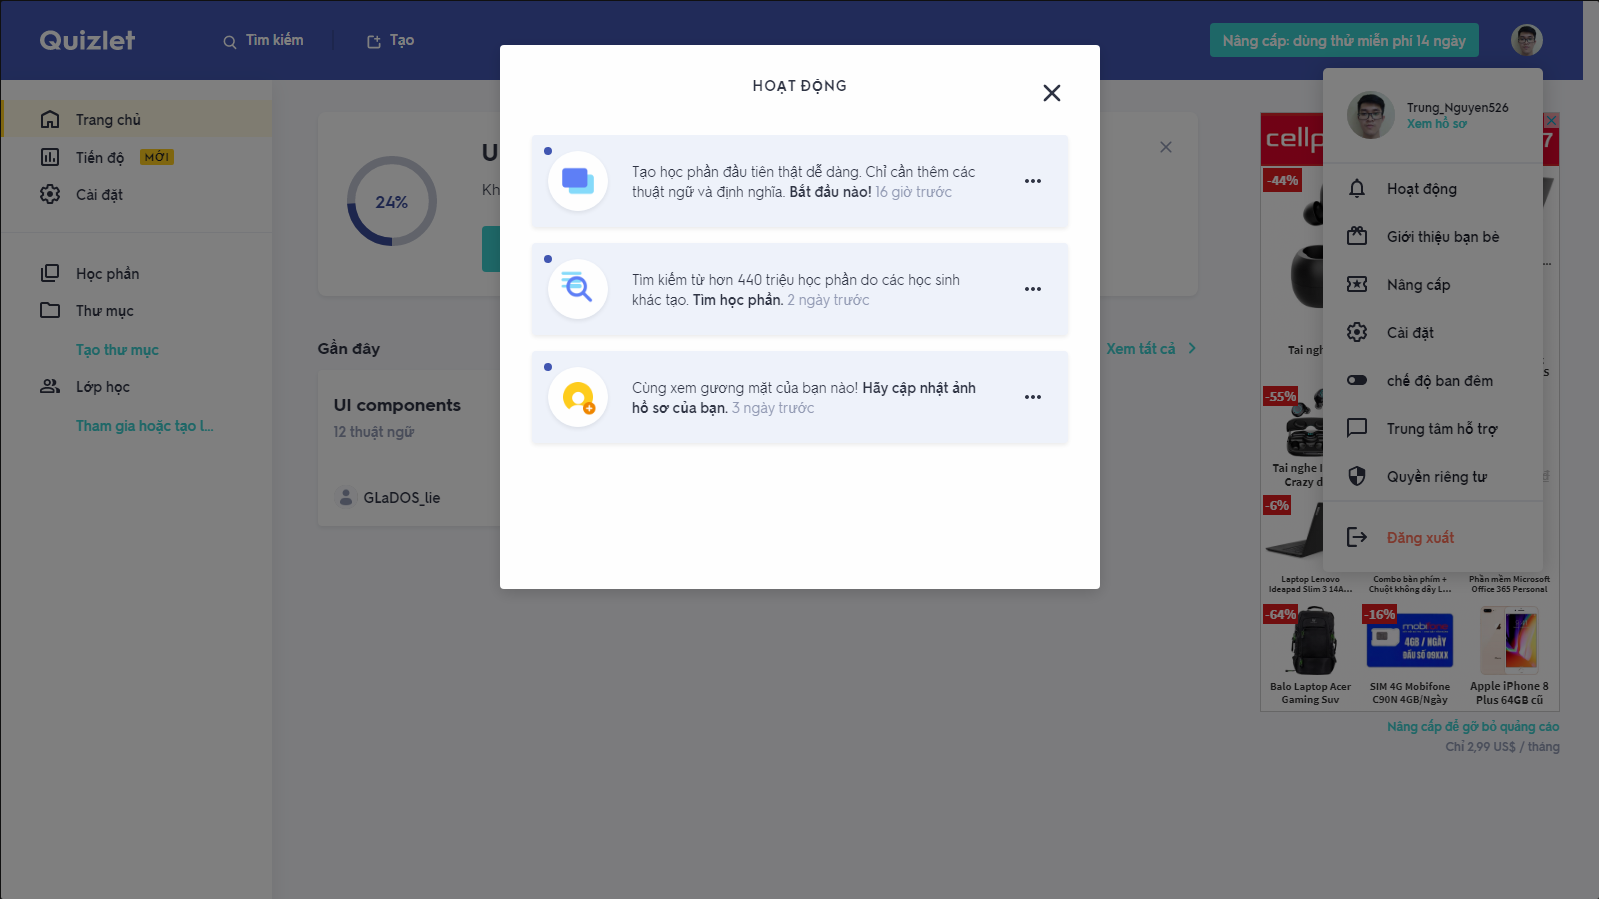 Quizlet
Tìm kiếm
Tạo
Nâng cấp: dùng thử miễn phí 14 ngày
Trang chủ
Tiến độ MỚI
Cài đặt
Học phần
Thư mục
Tạo thư mục
Lớp học
Tham gia hoặc tạo l...
24%
U
Kh
Gần đây
Xem tất cả
UI components
12 thuật ngữ
GLaDOS_lie
HOẠT ĐỘNG
Tạo học phần đầu tiên thật dễ dàng. Chỉ cần thêm các
thuật ngữ và định nghĩa. Bắt đầu nào! 16 giờ trước
Tìm kiếm từ hơn 440 triệu học phần do các học sinh
khác tạo. Tìm học phần. 2 ngày trước
Cùng xem gương mặt của bạn nào! Hãy cập nhật ảnh
hồ sơ của bạn. 3 ngày trước
Trung_Nguyen526
Xem hồ sơ
Hoạt động
Giới thiệu bạn bè
Nâng cấp
Cài đặt
chế độ ban đêm
Trung tâm hỗ trợ
Quyền riêng tư
Đăng xuất
cellp
7
-44%
Tai ngh
-55%
Tai nghe
Crazy d
-6%
Laptop Lenovo
Ideapad Slim 3 14A...
Combo bàn phím +
Chuột không dây L...
Phần mềm Microsoft
Office 365 Personal
-64%
Balo Laptop Acer
Gaming Suv
-16%
mobifone
4GB / NGÀY
ĐẦU SỐ 09XXX
SIM 4G Mobifone
C90N 4GB/Ngày
Apple iPhone 8
Plus 64GB cũ
Nâng cấp để gỡ bỏ quảng cáo
Chỉ 2,99 US$ / tháng